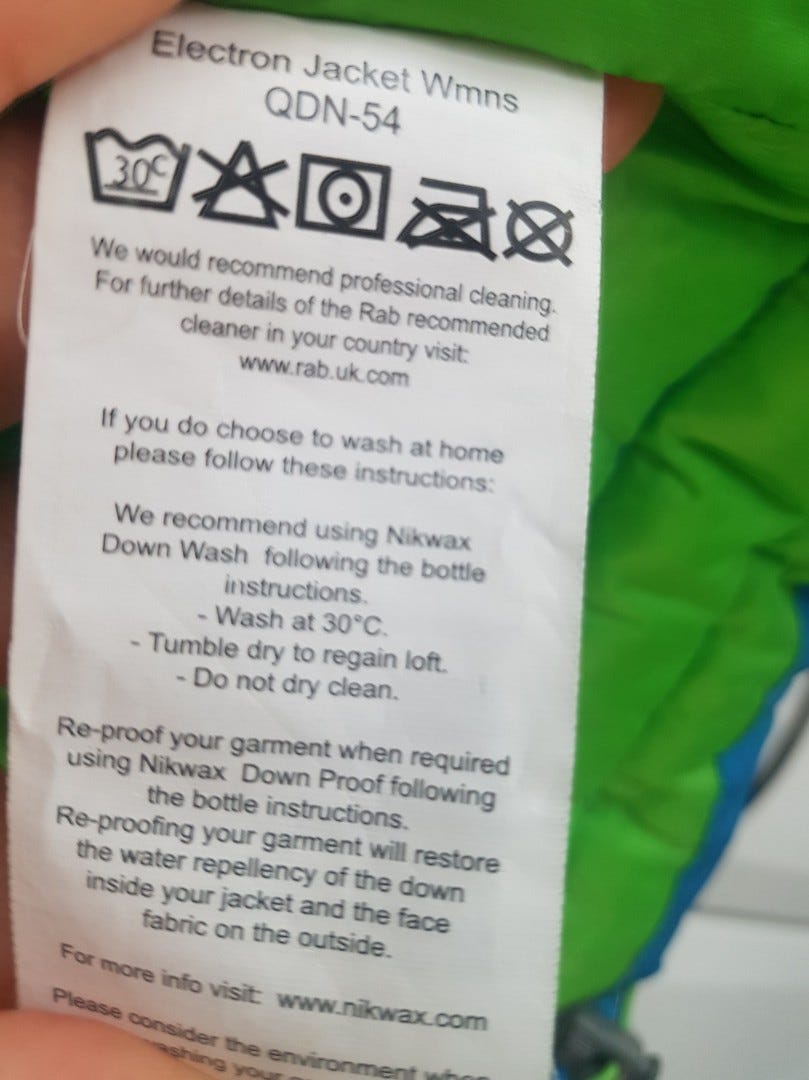 Electron Jacket Wmns
QDN-54
30°C
We would recommend professional cleaning.
For further details of the Rab recommended
cleaner in your country visit:
www.rab.uk.com
If you do choose to wash at home
please follow these instructions:
We recommend using Nikwax
Down Wash following the bottle
instructions.
- Wash at 30°C.
- Tumble dry to regain loft.
- Do not dry clean.
Re-proof your garment when required
using Nikwax Down Proof following
the bottle instructions.
Re-proofing your garment will restore
the water repellency of the down
inside your jacket and the face
fabric on the outside.
For more info visit: www.nikwax.com
Please consider the environment when
your